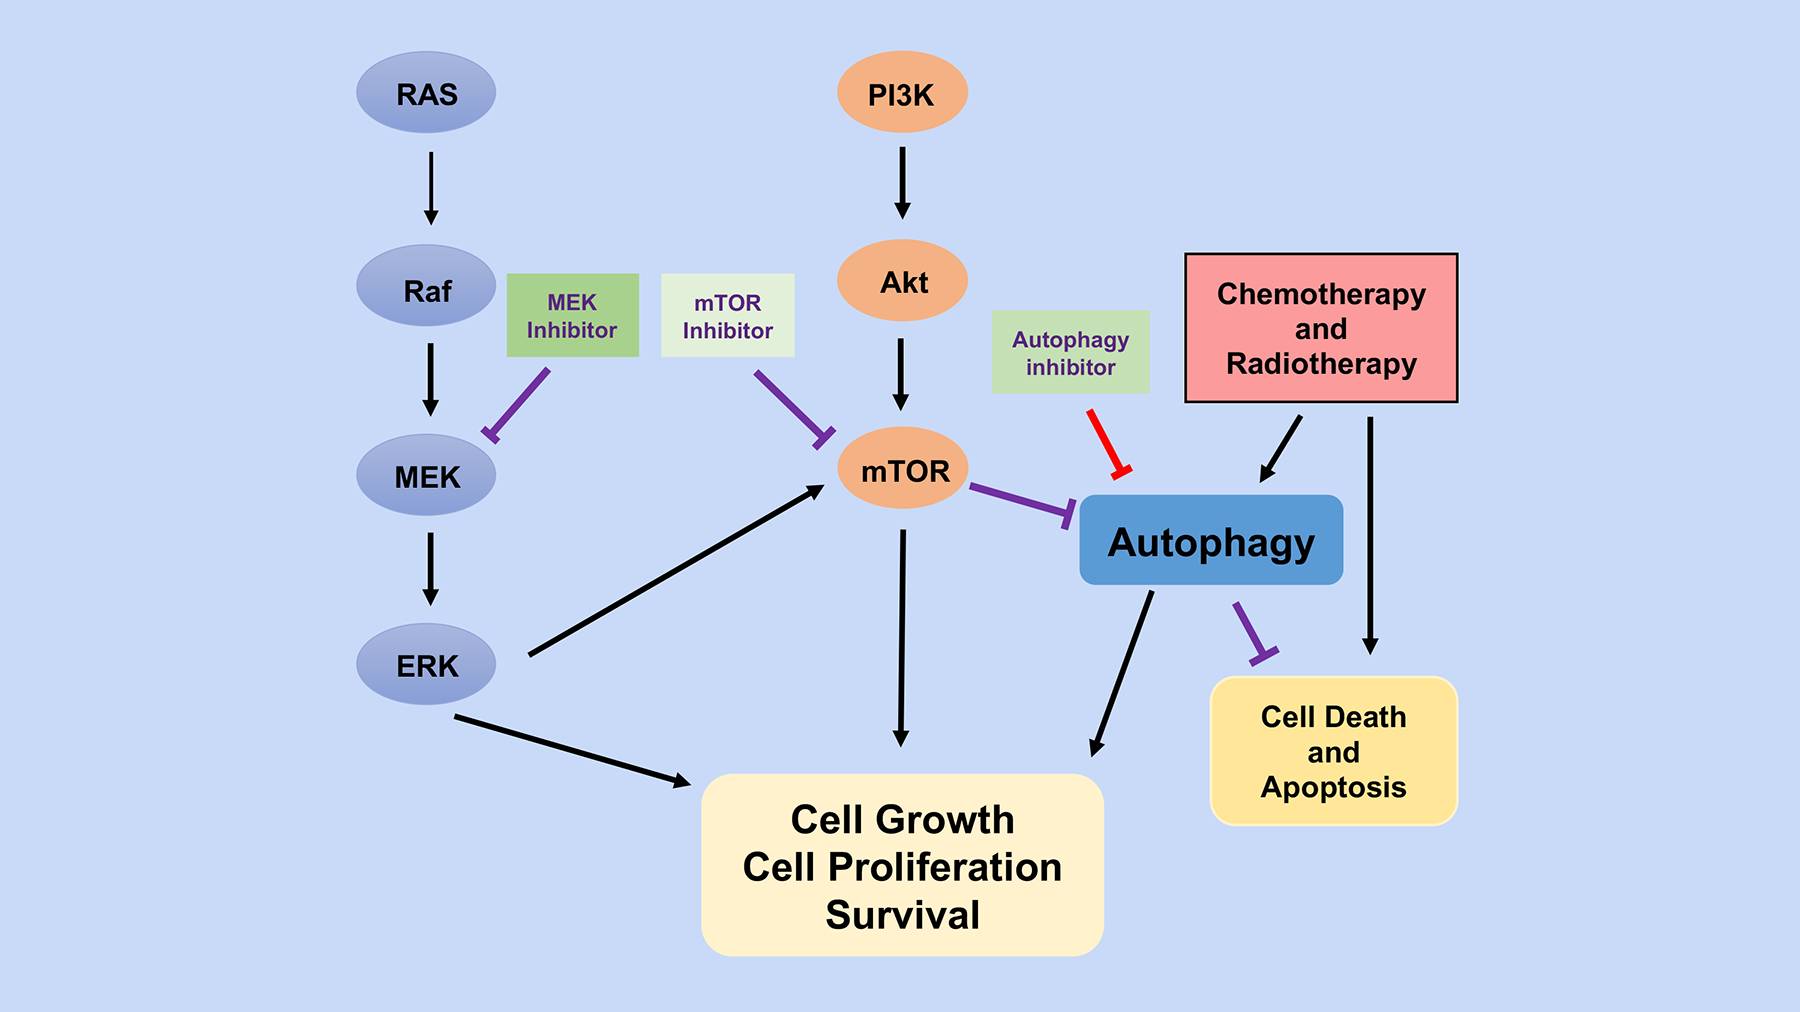 RAS
PI3K
Raf
MEK
Inhibitor
mTOR
Inhibitor
Akt
Autophagy
inhibitor
Chemotherapy
and
Radiotherapy
MEK
mTOR
Autophagy
ERK
Cell Death
and
Apoptosis
Cell Growth
Cell Proliferation
Survival